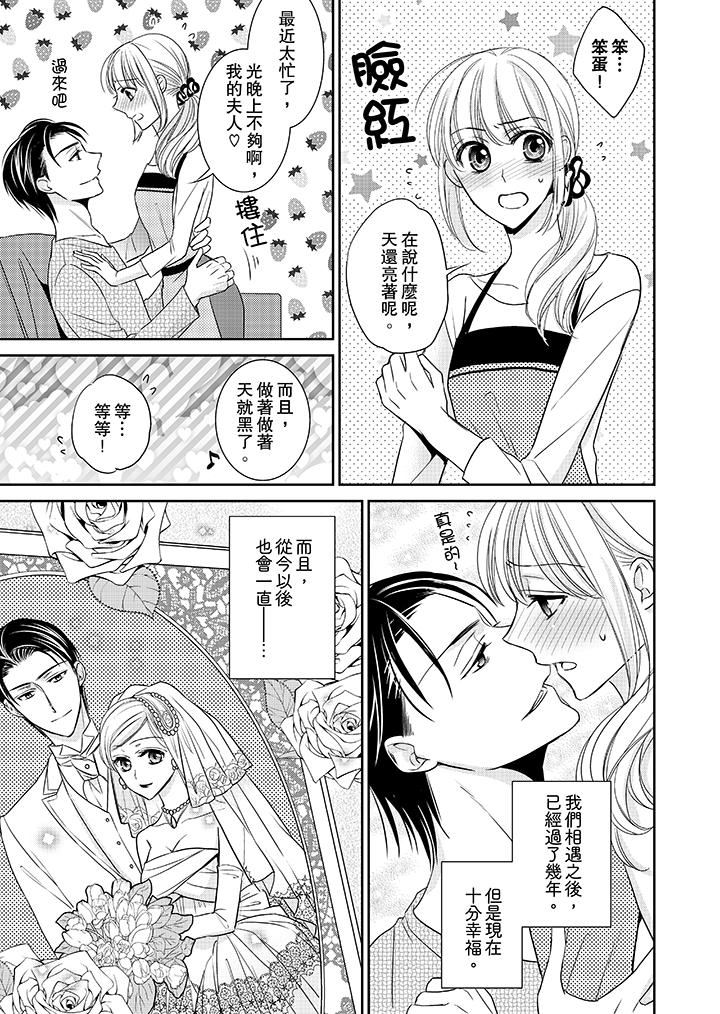 笨⋯
笨蛋！
臉紅
在說什麼呢，
天還亮著呢。
最近太忙了，
光晚上不夠啊，
我的夫人♡
過來吧
摟住
而且，
做著做著
天就黑了。
♪
等⋯
等等！
真是的~
我們相遇之後，
已經過了幾年。
但是現在
十分幸福。
而且，
從今以後
也會一直
——⋯